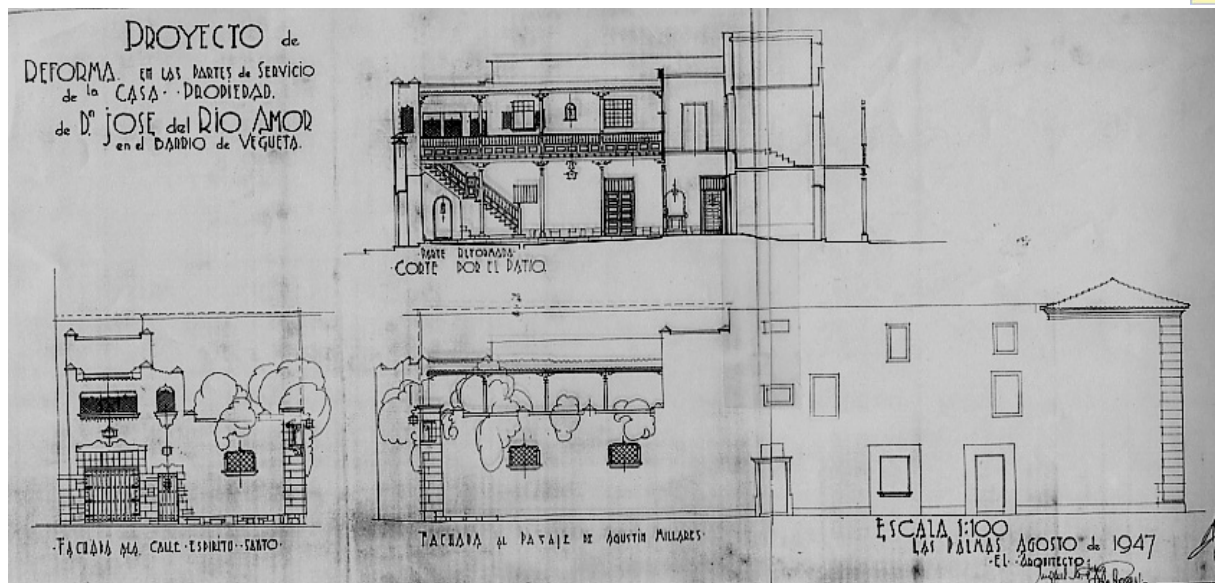 PROYECTO de
REFORMA. EN LAS PARTES de SERVICIO
de la CASA · PROPIEDAD.
de Dn JOSE del RIO AMOR
en el BARRIO de VEGUETA.
PARTE REFORMADA
CORTE POR EL PATIO.
·FACHADA A LA CALLE·ESPIRITU·SANTO·
FACHADA AL PASAJE DE AGUSTIN MILLARES·
ESCALA 1:100
LAS PALMAS AGOSTO de 1947
·EL·ARQUITECTO·